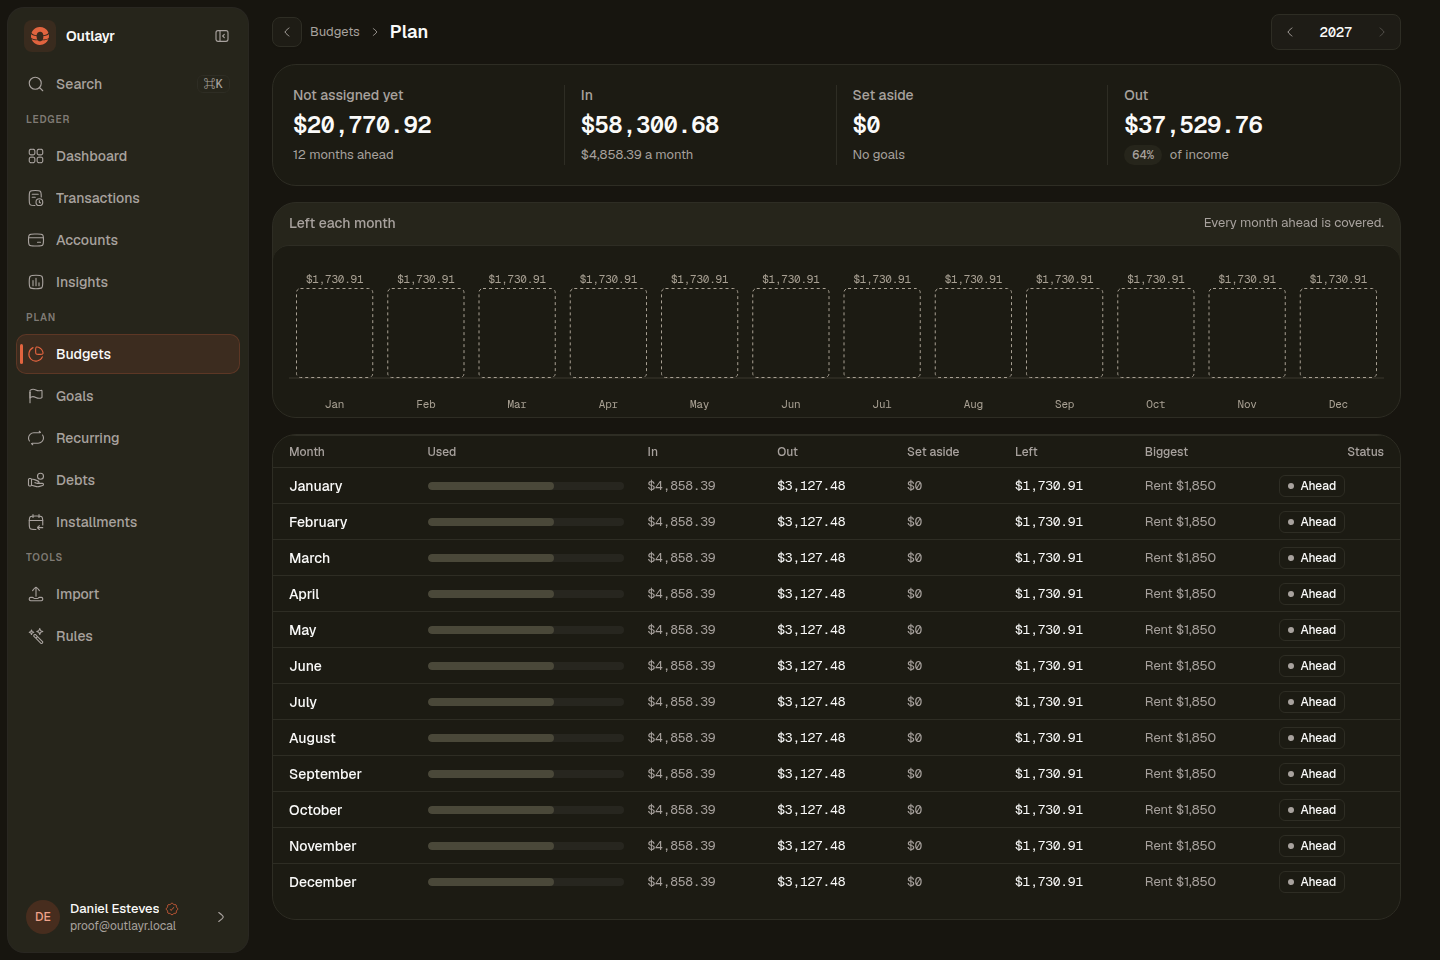 Outlayr
Search ⌘K
LEDGER
Dashboard
Transactions
Accounts
Insights
PLAN
Budgets
Goals
Recurring
Debts
Installments
TOOLS
Import
Rules
DE
Daniel Esteves
proof@outlayr.local
Budgets Plan
2027
Not assigned yet In Set aside Out
$20,770.92 $58,300.68 $0 $37,529.76
12 months ahead $4,858.39 a month No goals 64% of income
Left each month Every month ahead is covered.
$1,730.91 $1,730.91 $1,730.91 $1,730.91 $1,730.91 $1,730.91 $1,730.91 $1,730.91 $1,730.91 $1,730.91 $1,730.91 $1,730.91
Jan Feb Mar Apr May Jun Jul Aug Sep Oct Nov Dec
Month Used In Out Set aside Left Biggest Status
January $4,858.39 $3,127.48 $0 $1,730.91 Rent $1,850 Ahead
February $4,858.39 $3,127.48 $0 $1,730.91 Rent $1,850 Ahead
March $4,858.39 $3,127.48 $0 $1,730.91 Rent $1,850 Ahead
April $4,858.39 $3,127.48 $0 $1,730.91 Rent $1,850 Ahead
May $4,858.39 $3,127.48 $0 $1,730.91 Rent $1,850 Ahead
June $4,858.39 $3,127.48 $0 $1,730.91 Rent $1,850 Ahead
July $4,858.39 $3,127.48 $0 $1,730.91 Rent $1,850 Ahead
August $4,858.39 $3,127.48 $0 $1,730.91 Rent $1,850 Ahead
September $4,858.39 $3,127.48 $0 $1,730.91 Rent $1,850 Ahead
October $4,858.39 $3,127.48 $0 $1,730.91 Rent $1,850 Ahead
November $4,858.39 $3,127.48 $0 $1,730.91 Rent $1,850 Ahead
December $4,858.39 $3,127.48 $0 $1,730.91 Rent $1,850 Ahead